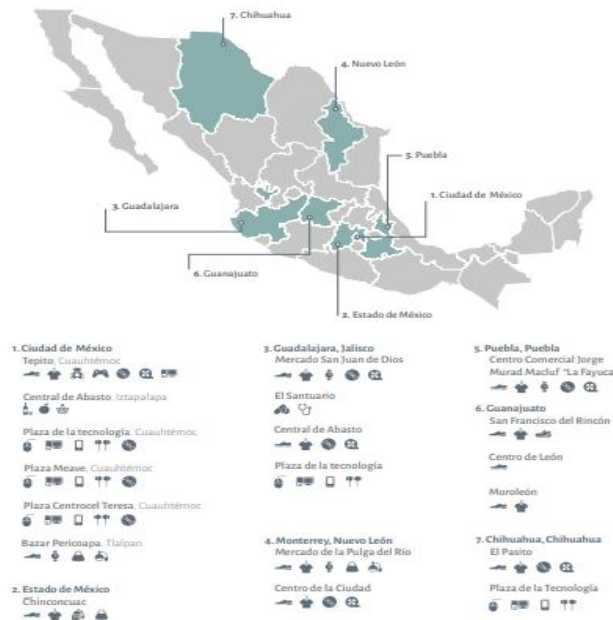 7. Chihuahua
4. Nuevo León
5. Puebla
1. Ciudad de México
3. Guadalajara
6. Guanajuato
2. Estado de México
1. Ciudad de México
Tepito, Cuauhtémoc
Central de Abasto, Iztapalapa
Plaza de la tecnología, Cuauhtémoc
Plaza Meave, Cuauhtémoc
Plaza Centrocel Teresa, Cuauhtémoc
Bazar Pericoapa, Tlalpan
2. Estado de México
Chinconcuac
3. Guadalajara, Jalisco
Mercado San Juan de Dios
El Santuario
Central de Abasto
Plaza de la tecnología
4. Monterrey, Nuevo León
Mercado de la Pulga del Río
Centro de la Ciudad
5. Puebla, Puebla
Centro Comercial Jorge
Murad Macluf "La Fayuca
6. Guanajuato
San Francisco del Rincón
Centro de León
Moroleón
7. Chihuahua, Chihuahua
El Pasito
Plaza de la Tecnología